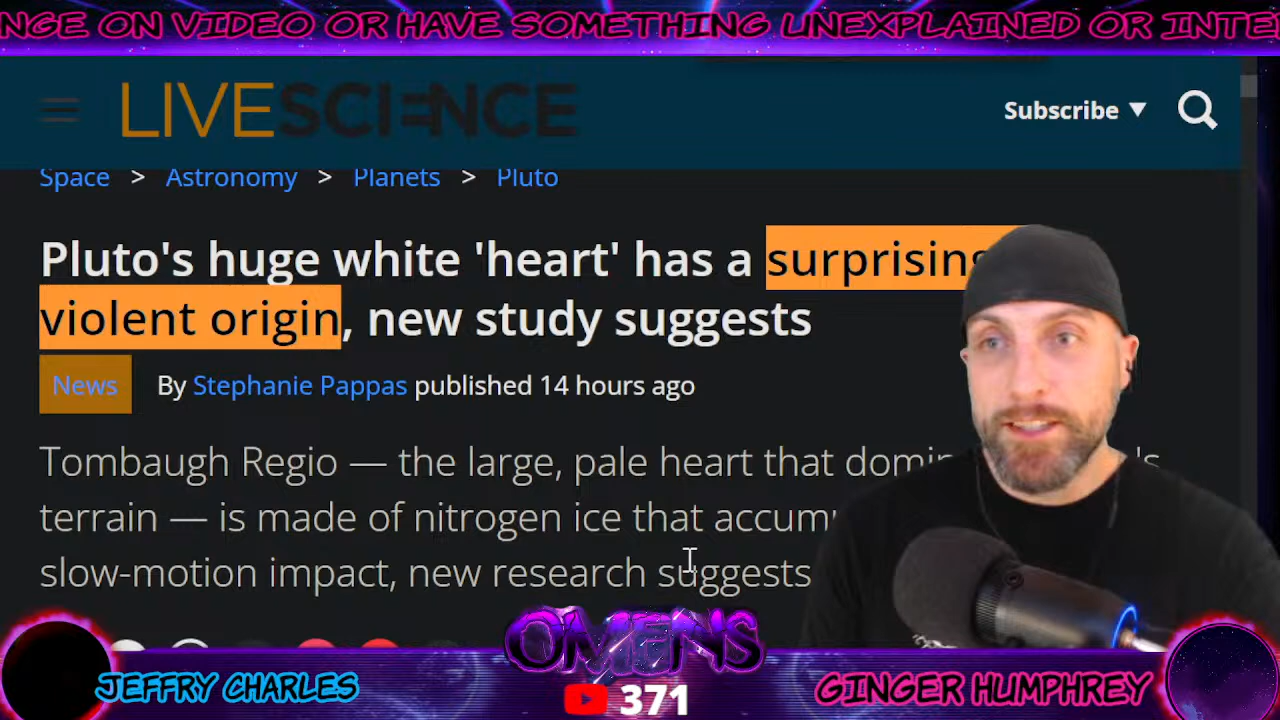 NGE ON VIDEO OR HAVE SOMETHING UNEXPLAINED OR INTE
LIVESCIENCE
Subscribe
Space > Astronomy > Planets > Pluto
Pluto's huge white 'heart' has a surprising
violent origin, new study suggests
News By Stephanie Pappas published 14 hours ago
Tombaugh Regio — the large, pale heart that domin 's
terrain — is made of nitrogen ice that accumu
slow-motion impact, new research suggests
OMENS
JEFFRY CHARLES
371
GINGER HUMPHREY